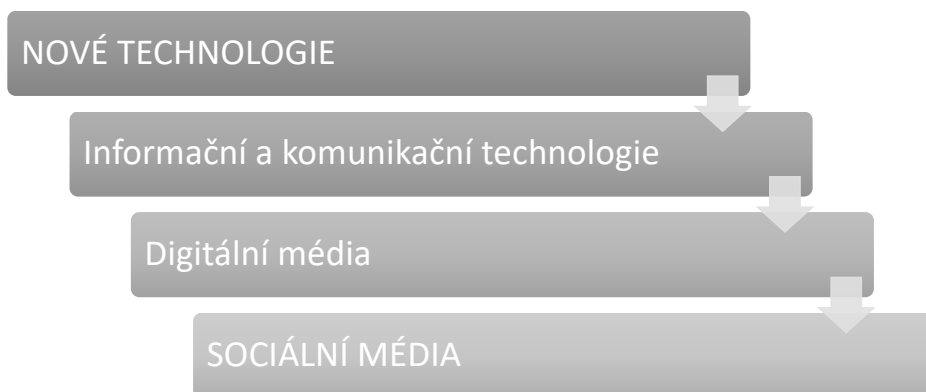 NOVÉ TECHNOLOGIE
Informační a komunikační technologie
Digitální média
SOCIÁLNÍ MÉDIA